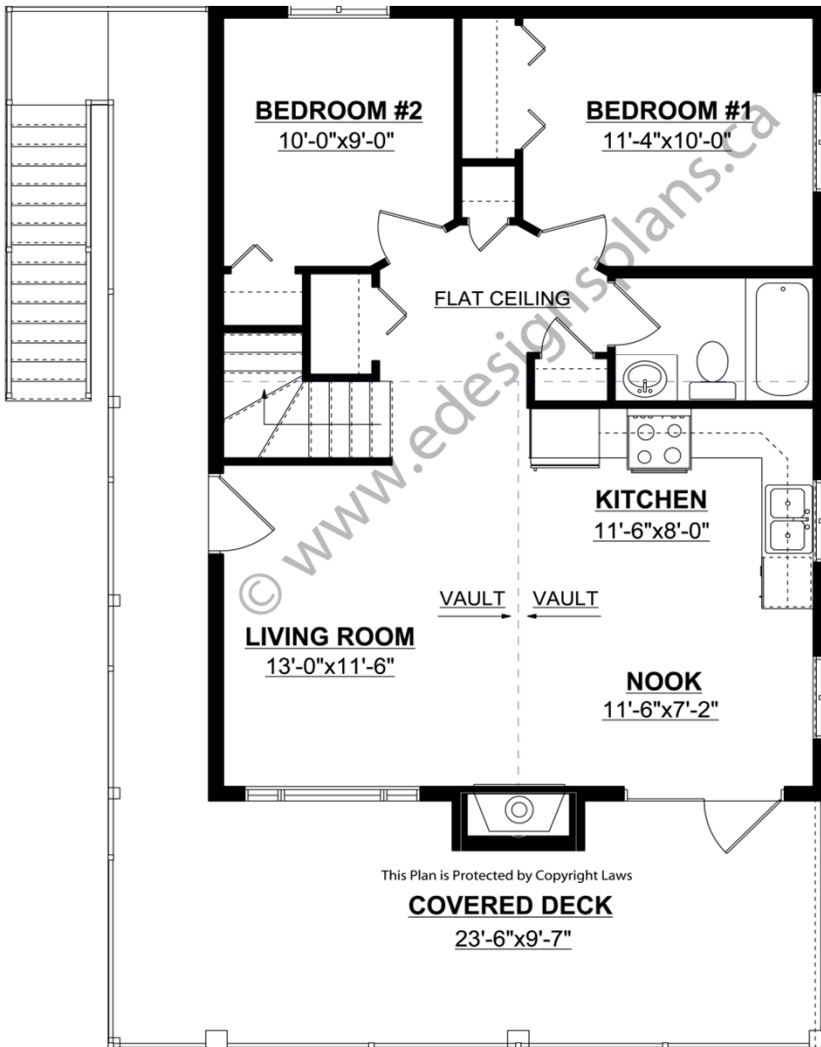 BEDROOM #2
10'-0"x9'-0"
BEDROOM #1
11'-4"x10'-0"
FLAT CEILING
© www.edesignsplans.ca
KITCHEN
11'-6"x8'-0"
VAULT VAULT
LIVING ROOM
13'-0"x11'-6"
NOOK
11'-6"x7'-2"
This Plan is Protected by Copyright Laws
COVERED DECK
23'-6"x9'-7"